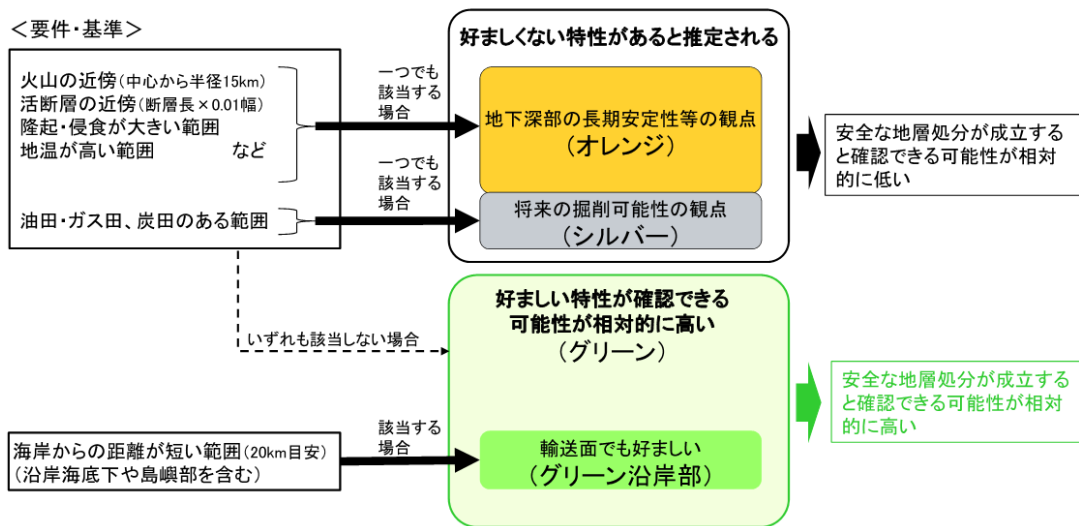 ＜要件・基準＞
火山の近傍（中心から半径15km）
活断層の近傍（断層長×0.01幅）
隆起・侵食が大きい範囲
地温が高い範囲　　　など
油田・ガス田、炭田のある範囲
一つでも
該当する
場合
一つでも
該当する
場合
好ましくない特性があると推定される
地下深部の長期安定性等の観点
（オレンジ）
将来の掘削可能性の観点
（シルバー）
安全な地層処分が成立する
と確認できる可能性が相対
的に低い
いずれも該当しない場合
好ましい特性が確認できる
可能性が相対的に高い
（グリーン）
安全な地層処分が成立する
と確認できる可能性が相対
的に高い
海岸からの距離が短い範囲（20km目安）
（沿岸海底下や島嶼部を含む）
該当する
場合
輸送面でも好ましい
（グリーン沿岸部）